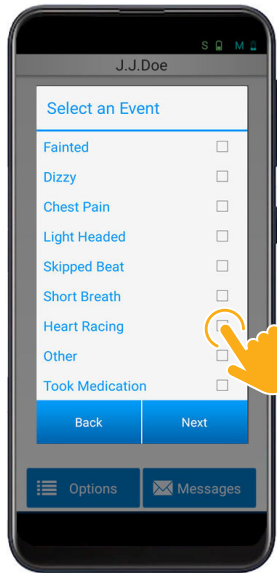 S M
J.J.Doe
Select an Event
Fainted
Dizzy
Chest Pain
Light Headed
Skipped Beat
Short Breath
Heart Racing
Other
Took Medication
Back Next
Options Messages